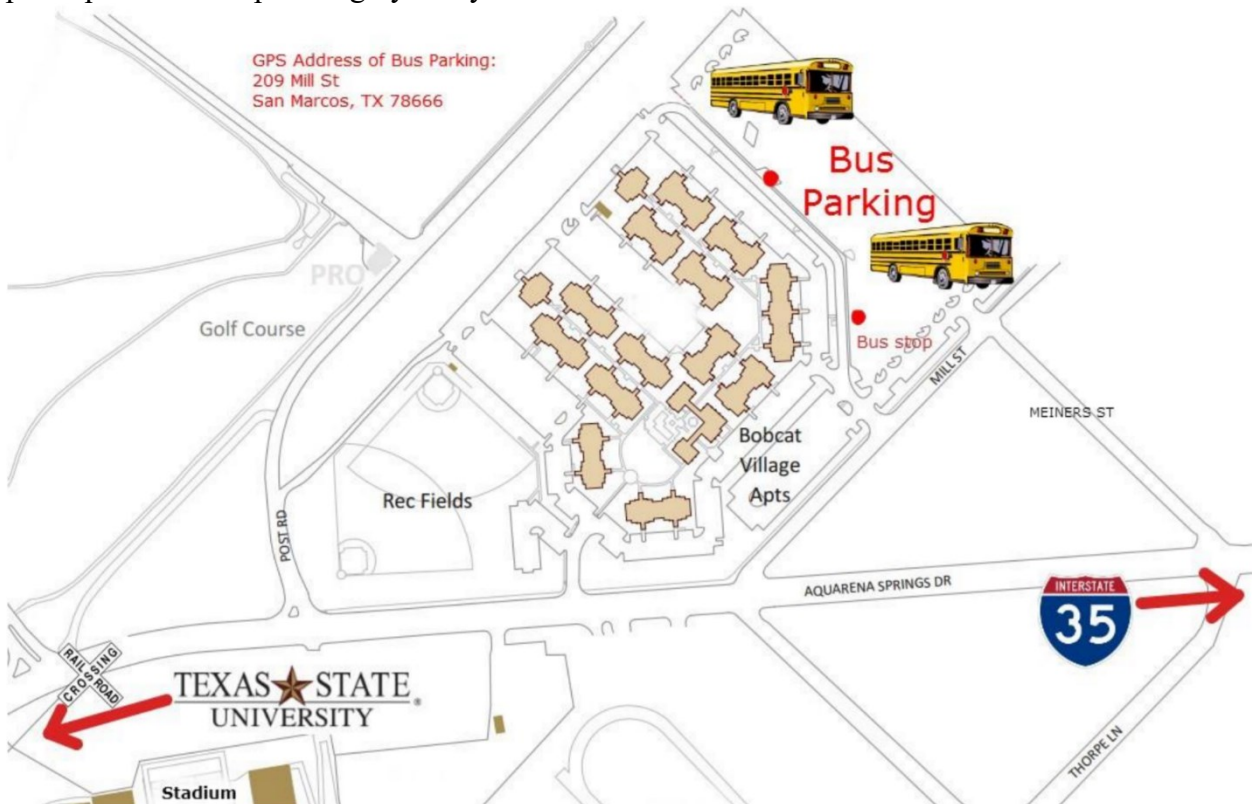 GPS Address of Bus Parking:
209 Mill St
San Marcos, TX 78666
Bus
Parking
PRO
Golf Course
Bus stop
MILL ST
MEINERS ST
Bobcat
Village
Apts
Rec Fields
POST RD
AQUARENA SPRINGS DR
INTERSTATE
35
RAIL CROSSING ROAD
TEXAS STATE
UNIVERSITY
®
THORPE LN
Stadium